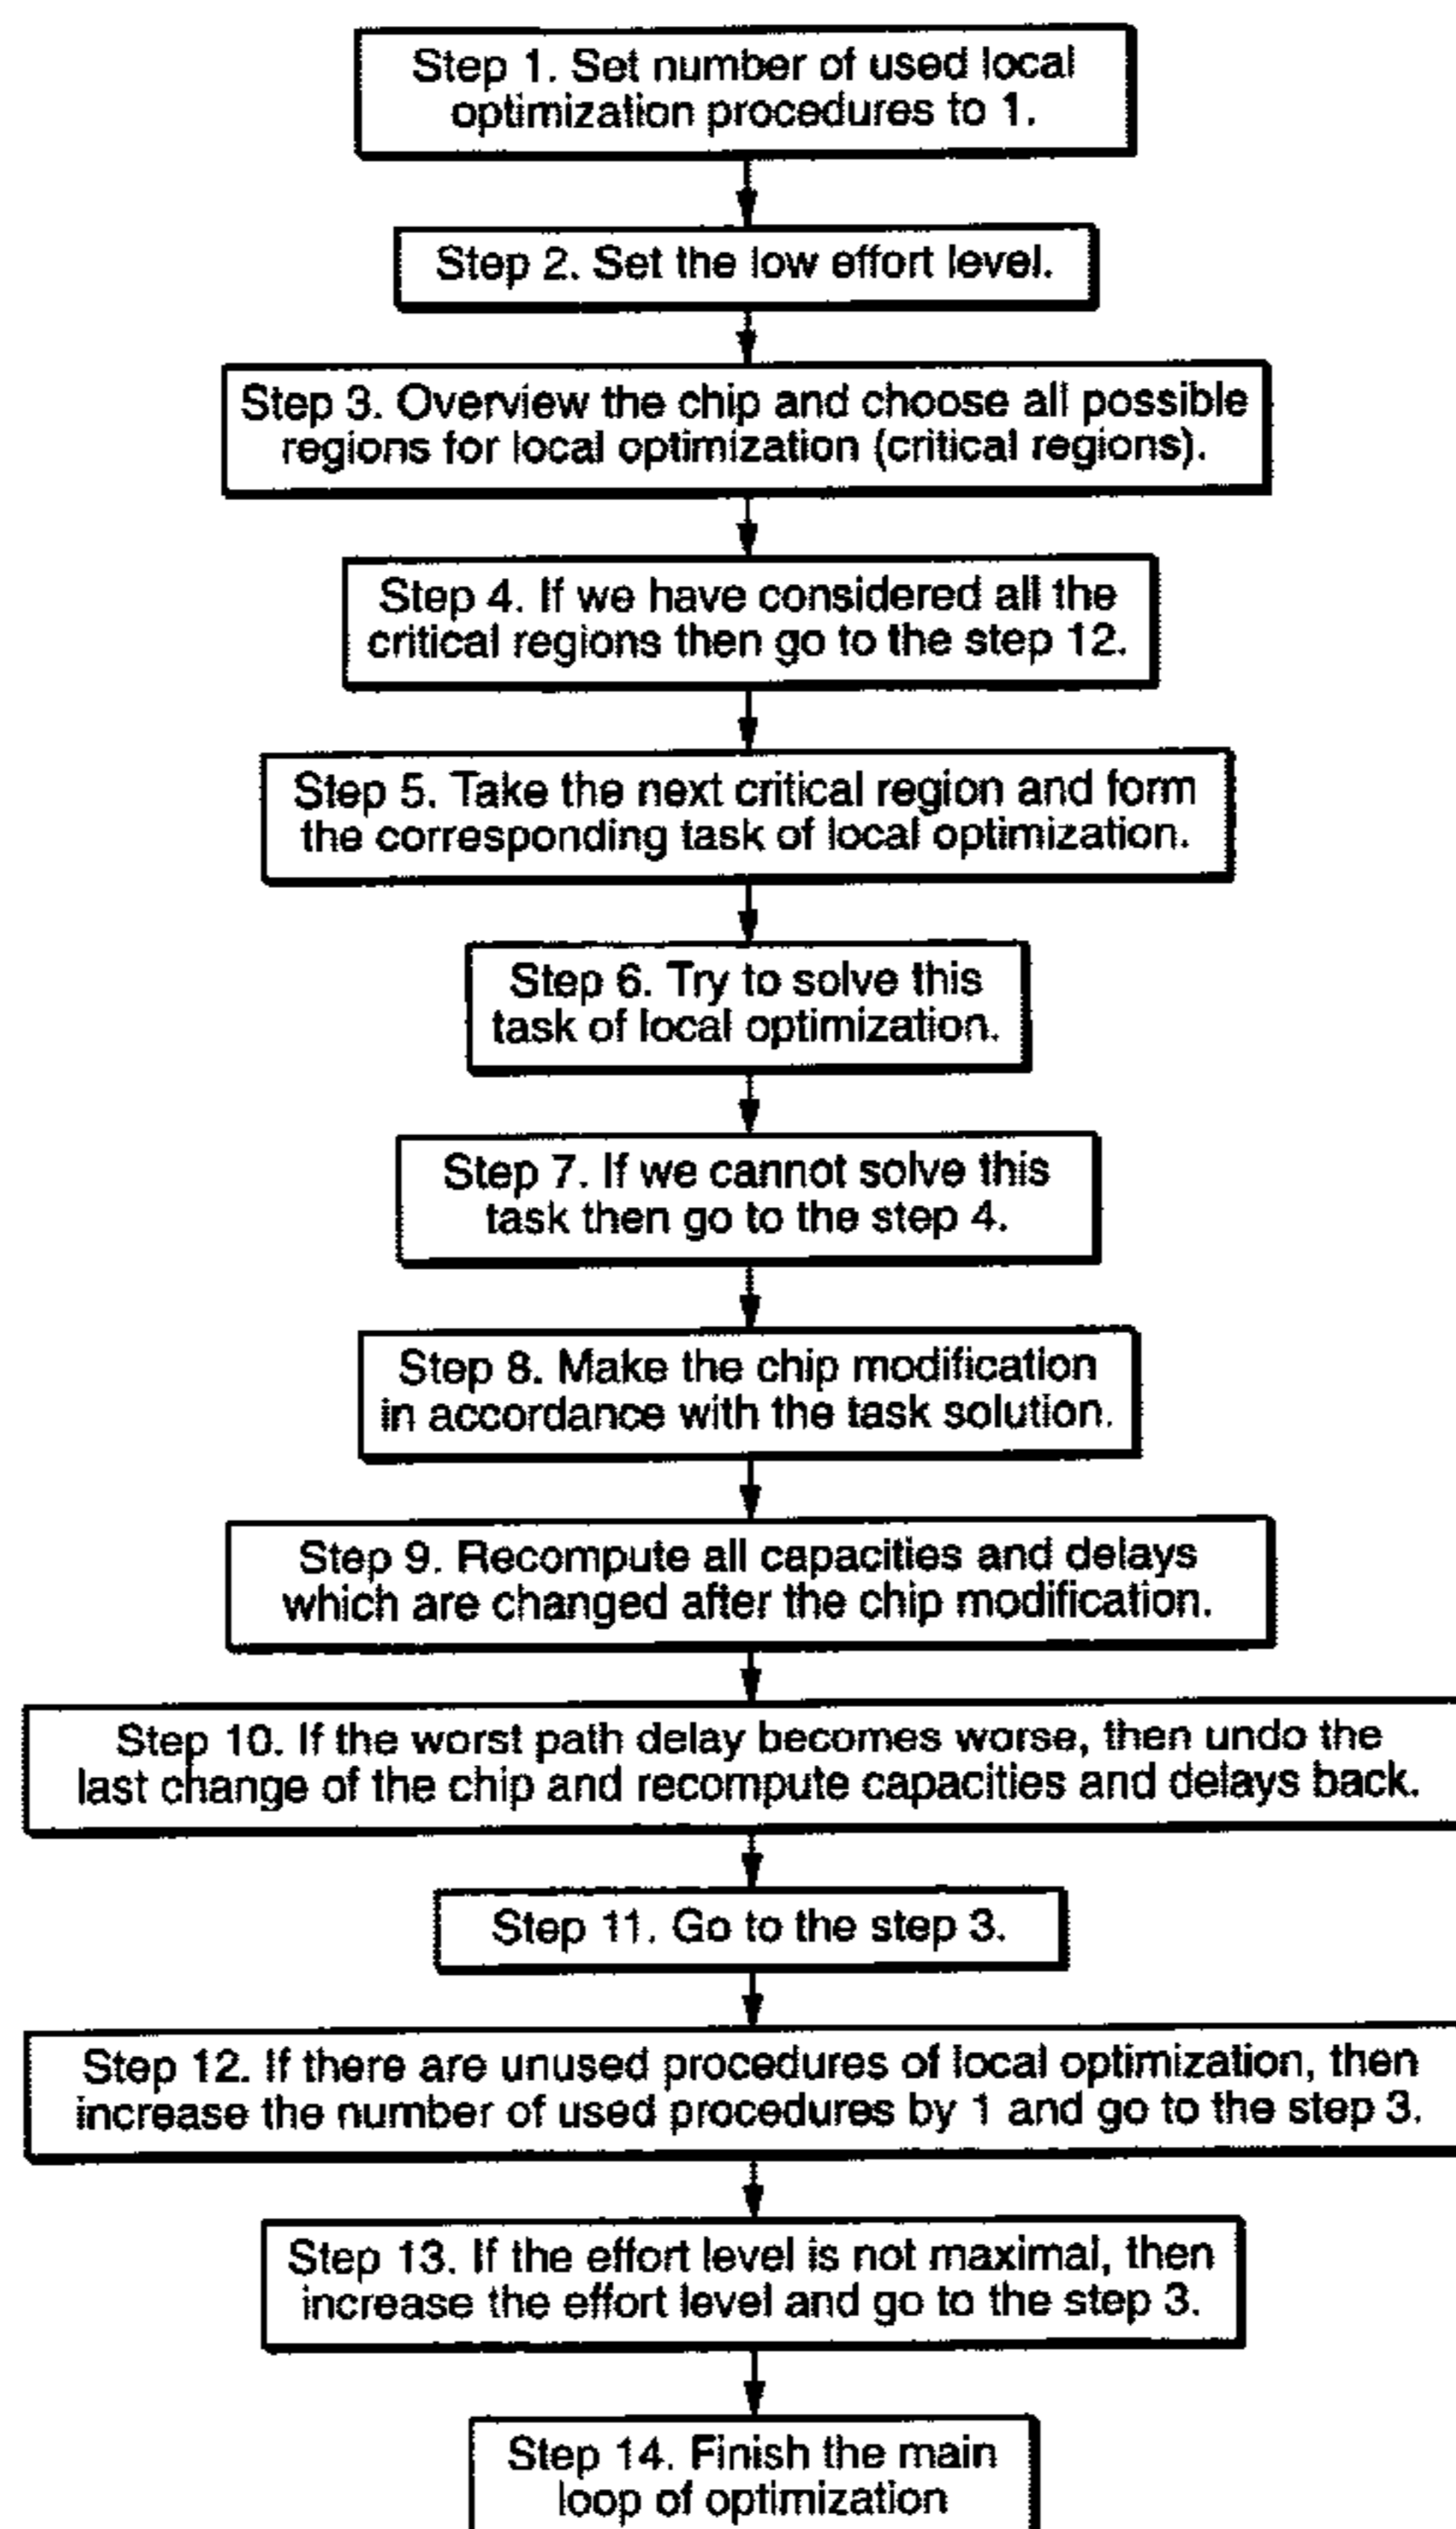 Step 1. Set number of used local
optimization procedures to 1.
Step 2. Set the low effort level.
Step 3. Overview the chip and choose all possible
regions for local optimization (critical regions).
Step 4. If we have considered all the
critical regions then go to the step 12.
Step 5. Take the next critical region and form
the corresponding task of local optimization.
Step 6. Try to solve this
task of local optimization.
Step 7. If we cannot solve this
task then go to the step 4.
Step 8. Make the chip modification
in accordance with the task solution.
Step 9. Recompute all capacities and delays
which are changed after the chip modification.
Step 10. If the worst path delay becomes worse, then undo the
last change of the chip and recompute capacities and delays back.
Step 11. Go to the step 3.
Step 12. If there are unused procedures of local optimization, then
increase the number of used procedures by 1 and go to the step 3.
Step 13. If the effort level is not maximal, then
increase the effort level and go to the step 3.
Step 14. Finish the main
loop of optimization